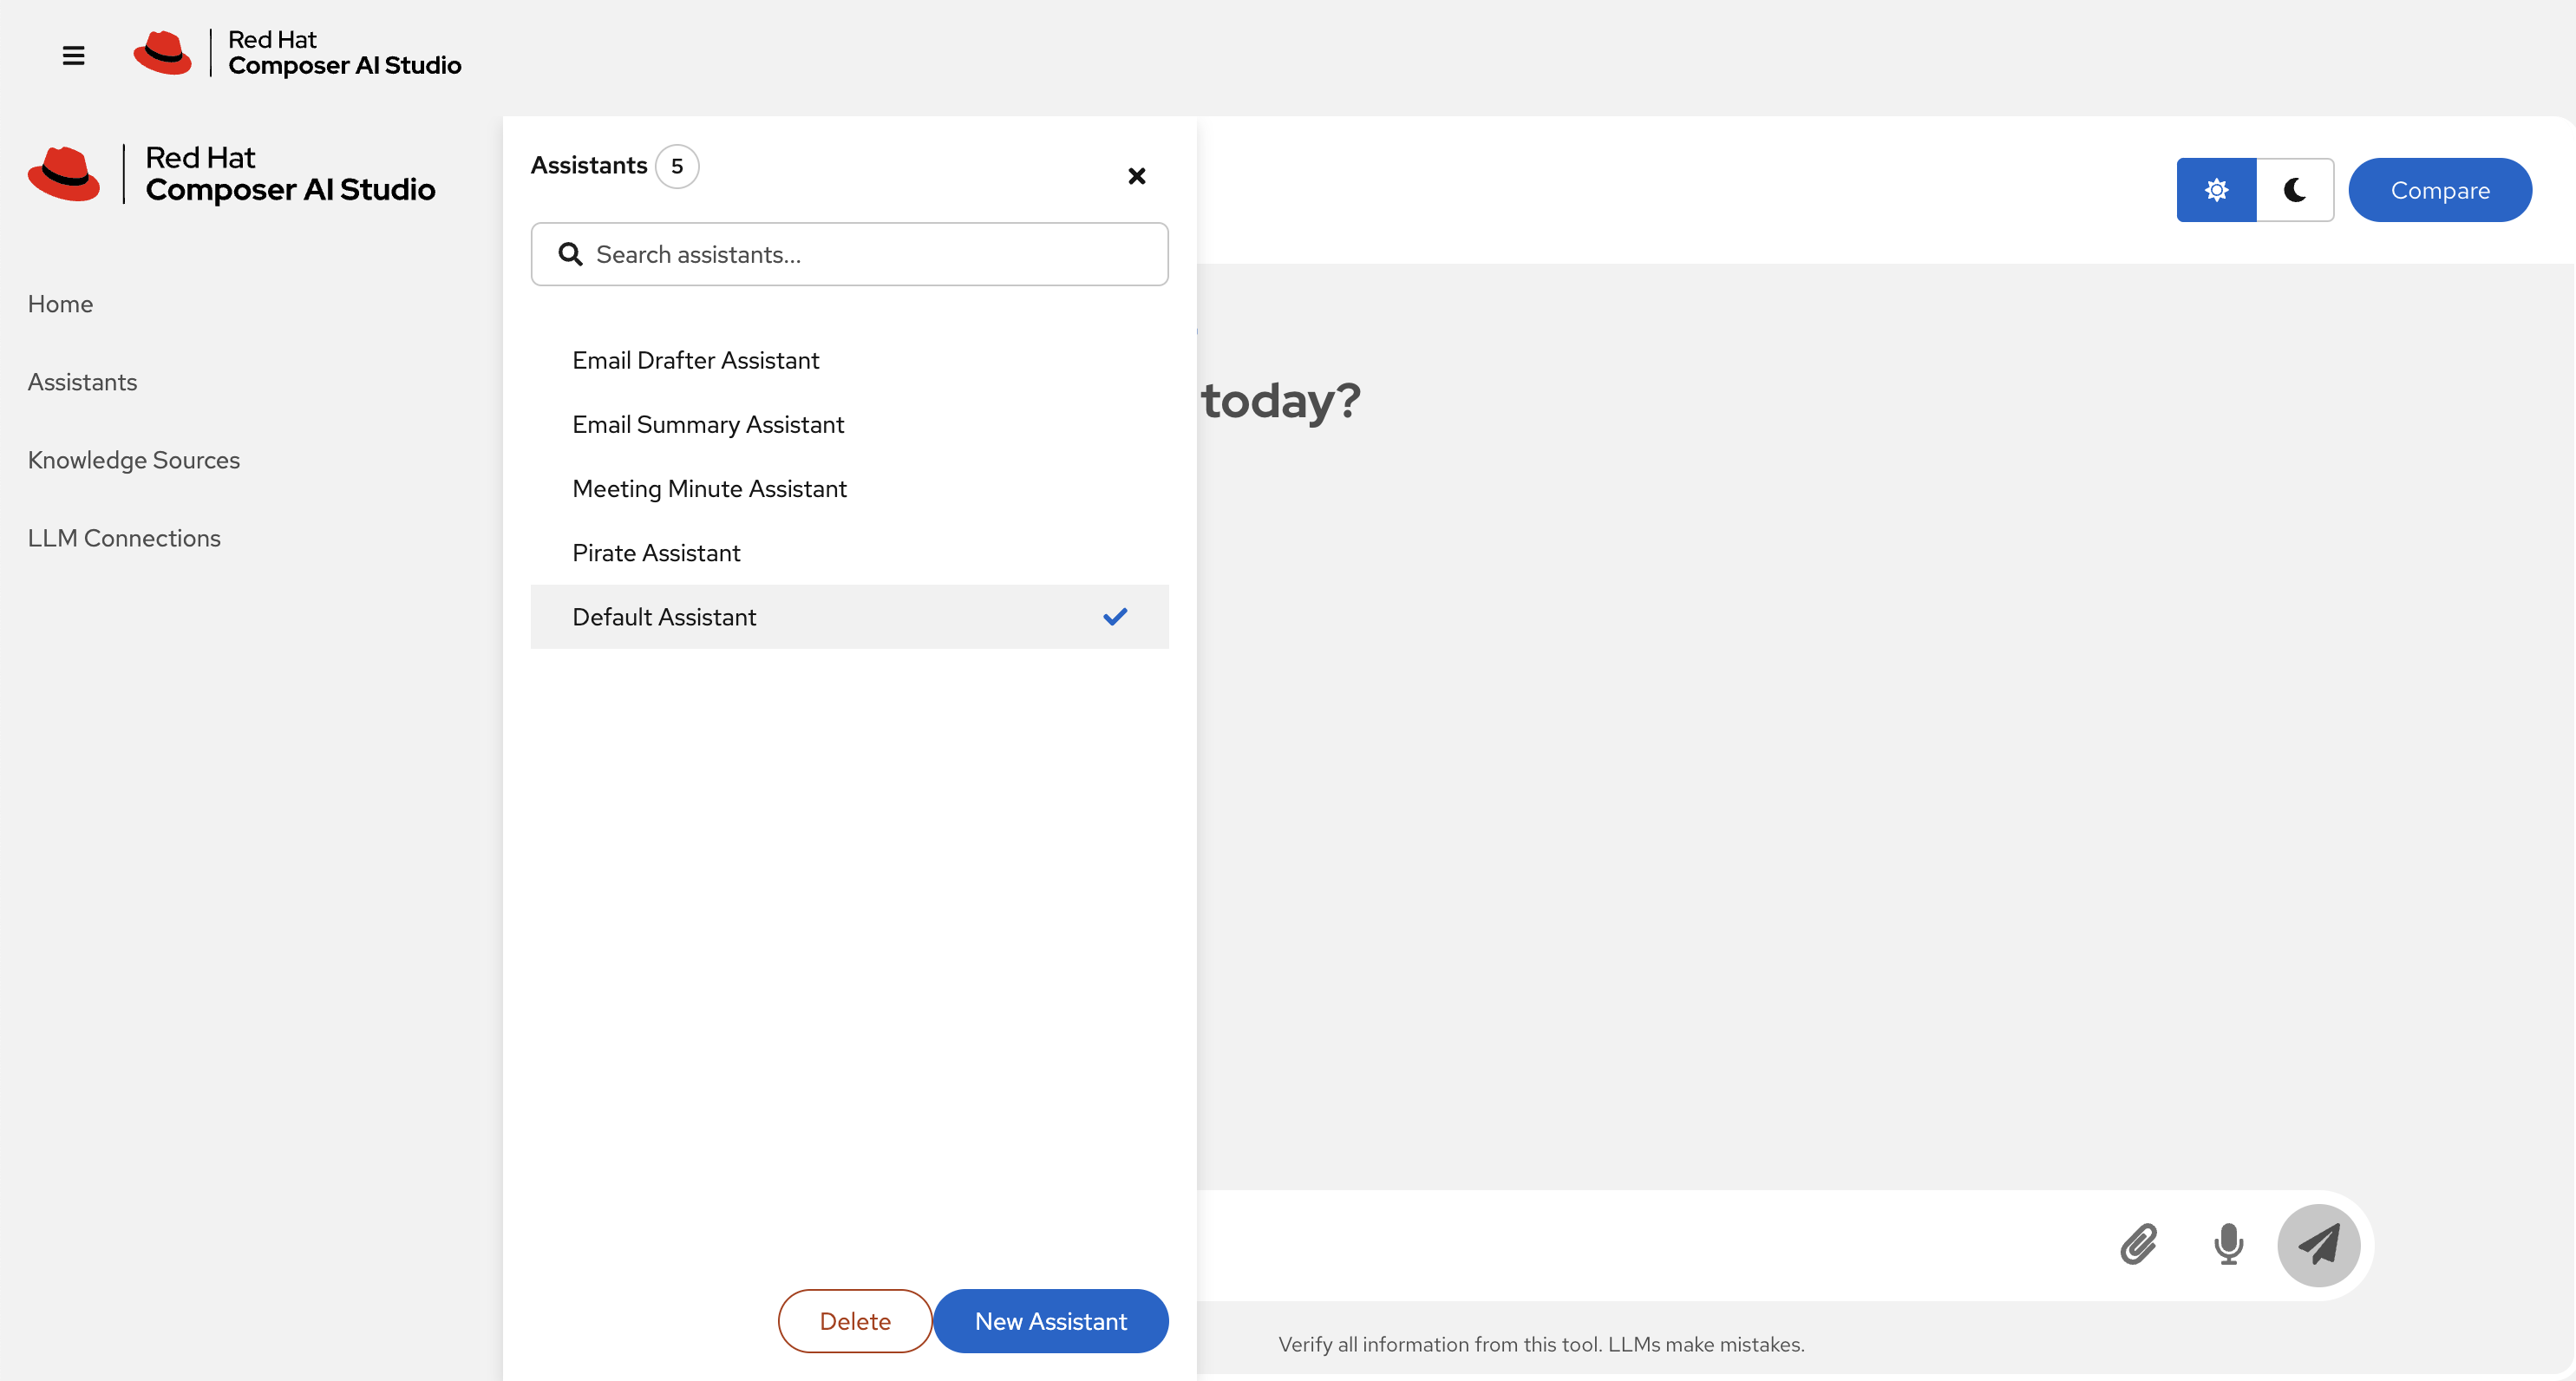 Red Hat
Composer AI Studio
Red Hat
Composer AI Studio
Home
Assistants
Knowledge Sources
LLM Connections
Assistants 5
Search assistants...
Email Drafter Assistant
Email Summary Assistant
Meeting Minute Assistant
Pirate Assistant
Default Assistant
Delete
New Assistant
Compare
today?
Verify all information from this tool. LLMs make mistakes.